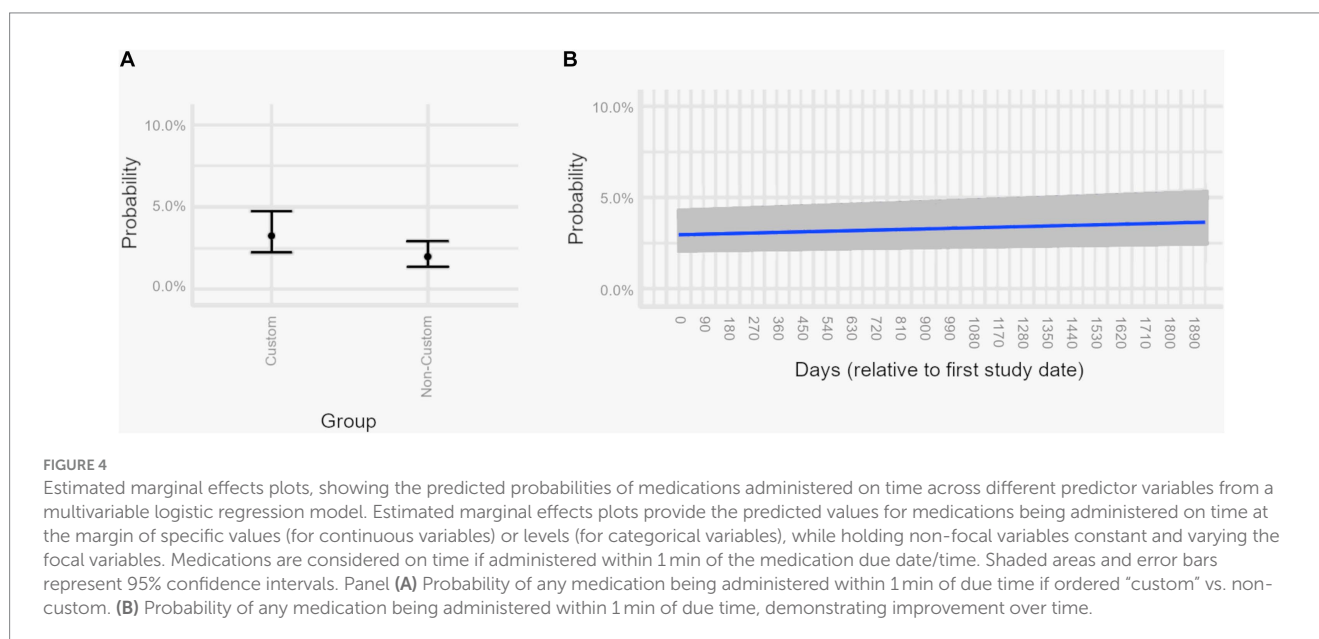 A
B
10.0%
5.0%
0.0%
Probability
Custom
Non-Custom
Group
10.0%
5.0%
0.0%
Probability
0
90
180
270
360
450
540
630
720
810
900
990
1080
1170
1280
1350
1440
1530
1620
1710
1800
1890
Days (relative to first study date)
FIGURE 4
Estimated marginal effects plots, showing the predicted probabilities of medications administered on time across different predictor variables from a
multivariable logistic regression model. Estimated marginal effects plots provide the predicted values for medications being administered on time at
the margin of specific values (for continuous variables) or levels (for categorical variables), while holding non-focal variables constant and varying the
focal variables. Medications are considered on time if administered within 1 min of the medication due date/time. Shaded areas and error bars
represent 95% confidence intervals. Panel (A) Probability of any medication being administered within 1 min of due time if ordered “custom” vs. non-
custom. (B) Probability of any medication being administered within 1 min of due time, demonstrating improvement over time.